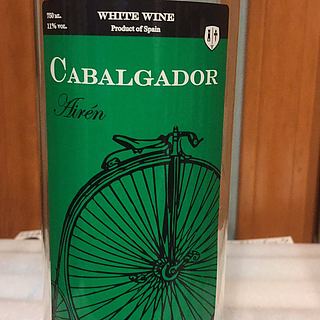 750 ML.
11% VOL.
WHITE WINE
Product of Spain
CABALGADOR
Airén